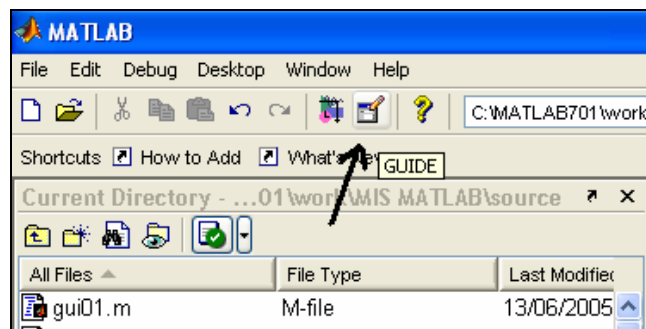 MATLAB
File Edit Debug Desktop Window Help
C:\MATLAB701\work
Shortcuts How to Add What's
GUIDE
Current Directory - ...01\work\MIS MATLAB\source
All Files File Type Last Modified
gui01.m M-file 13/06/2005